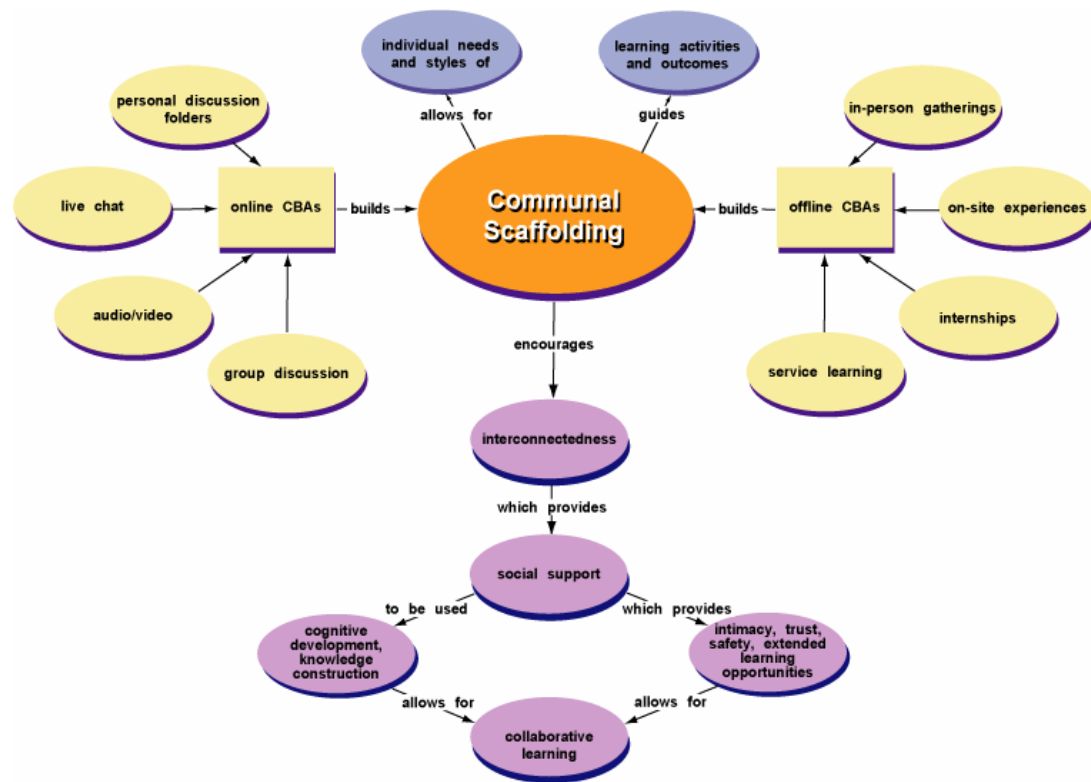 individual needs
and styles of
learning activities
and outcomes
personal discussion
folders
allows for
guides
in-person gatherings
Communal
Scaffolding
live chat
online CBAs
builds
builds
offline CBAs
on-site experiences
audio/video
internships
encourages
group discussion
service learning
interconnectedness
which provides
social support
to be used
which provides
cognitive
development,
knowledge
construction
intimacy, trust,
safety, extended
learning
opportunities
allows for
allows for
collaborative
learning